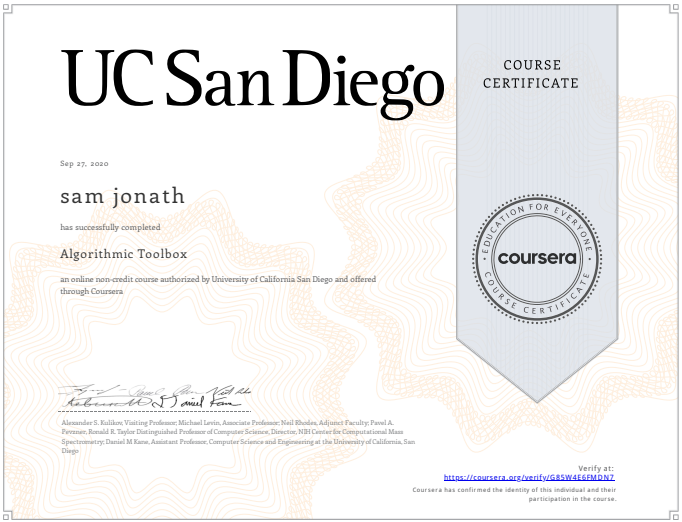 UC San Diego
COURSE
CERTIFICATE
Sep 27, 2020
sam jonath
has successfully completed
Algorithmic Toolbox
an online non-credit course authorized by University of California San Diego and offered
through Coursera
EDUCATION FOR EVERYONE
coursera
COURSE CERTIFICATE
Alexander S. Kulikov, Visiting Professor; Michael Levin, Associate Professor; Neil Rhodes, Adjunct Faculty; Pavel A.
Pevzner, Ronald R. Taylor Distinguished Professor of Computer Science, Director, NIH Center for Computational Mass
Spectrometry; Daniel M Kane, Assistant Professor, Computer Science and Engineering at the University of California, San
Diego
Verify at:
https://coursera.org/verify/G85W4E6FMDN7
Coursera has confirmed the identity of this individual and their
participation in the course.